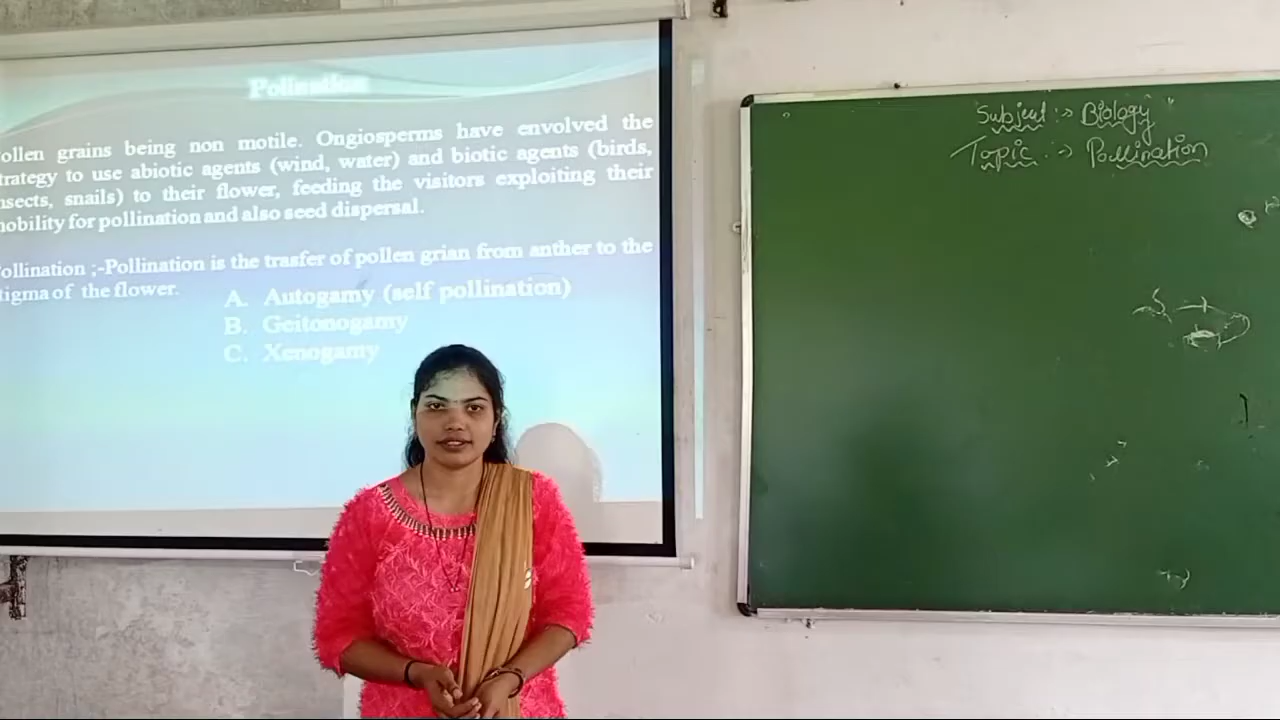 Pollination
ollen grains being non motile. Ongiosperms have envolved the
trategy to use abiotic agents (wind, water) and biotic agents (birds,
nsects, snails) to their flower, feeding the visitors exploiting their
nobility for pollination and also seed dispersal.
ollination ;-Pollination is the trasfer of pollen grian from anther to the
tigma of the flower.
A. Autogamy (self pollination)
B. Geitonogamy
C. Xenogamy
Subject :-> Biology
Topic :-> Pollination